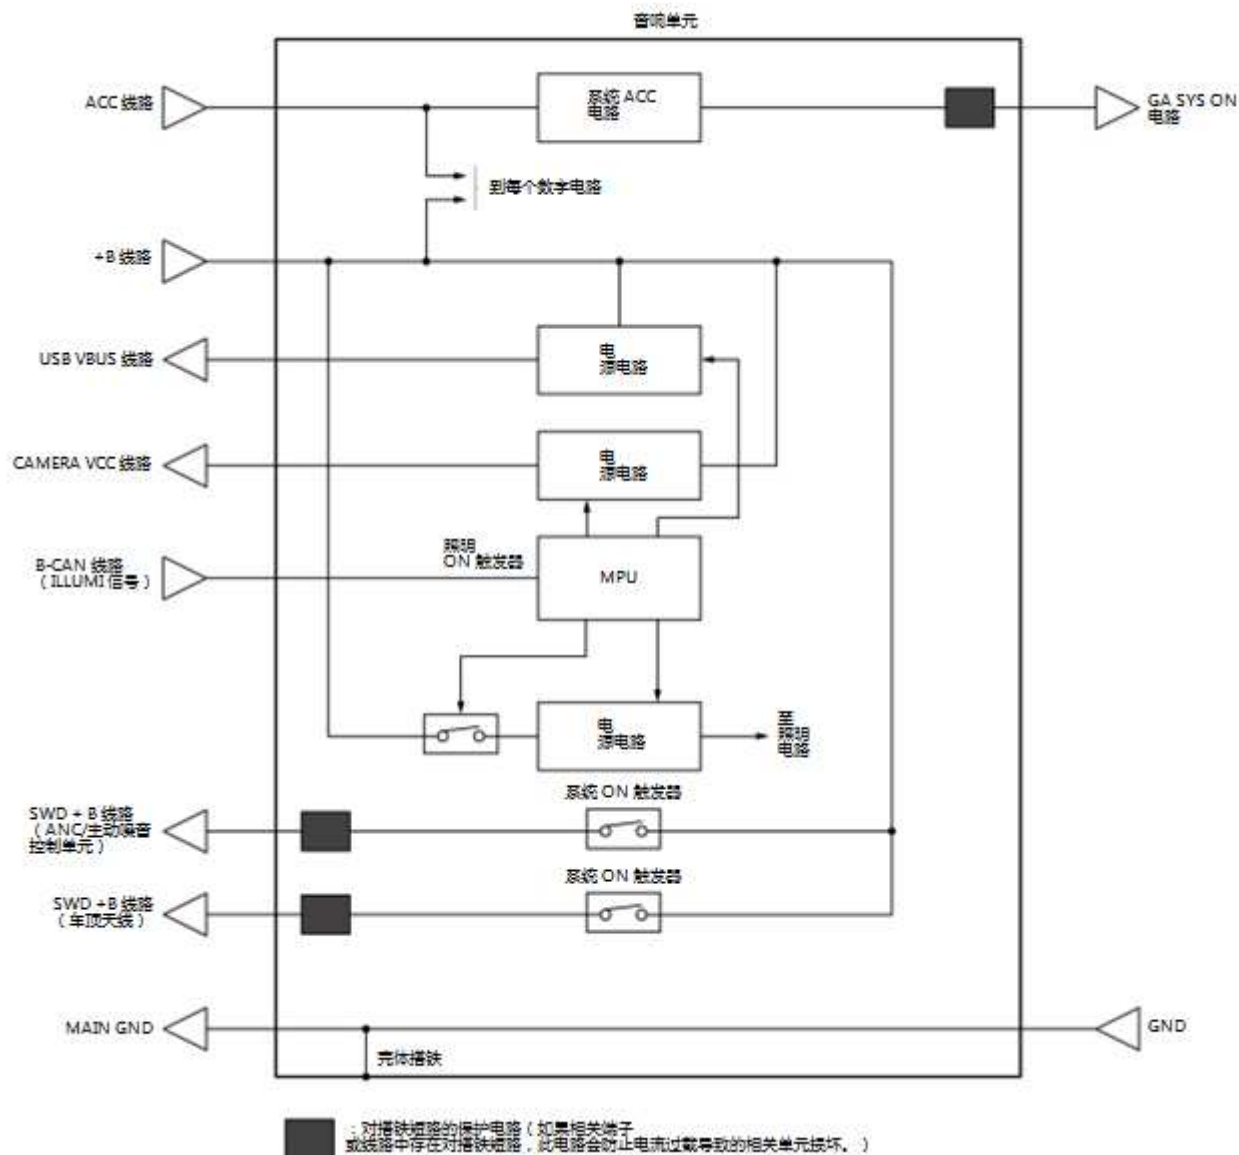 音响单元
ACC 线路
系统 ACC
电路
GA SYS ON
电路
到每个数字电路
+B 线路
USB VBUS 线路
电
源电路
CAMERA VCC 线路
电
源电路
B-CAN 线路
（ILLUMI 信号）
照明
ON 触发器
MPU
电
源电路
至
照明
电路
SWD + B 线路
（ANC/主动噪音
控制单元）
系统 ON 触发器
SWD +B 线路
（车顶天线）
系统 ON 触发器
MAIN GND
GND
壳体搭铁
：对搭铁短路的保护电路（如果相关端子
或线路中存在对搭铁短路，此电路会防止电流过载导致的相关单元损坏。）